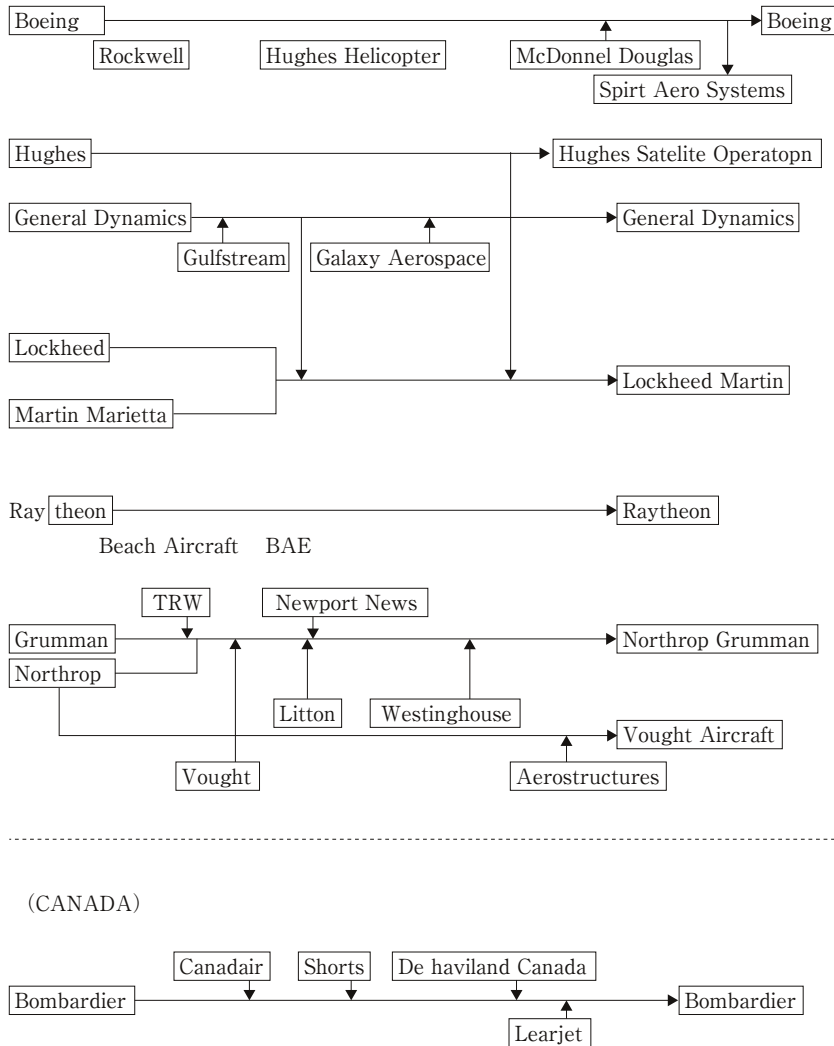 Boeing Boeing
Rockwell Hughes Helicopter McDonnel Douglas
Spirt Aero Systems
Hughes Hughes Satelite Operatopn
General Dynamics General Dynamics
Gulfstream Galaxy Aerospace
Lockheed
Lockheed Martin
Martin Marietta
Raytheon Raytheon
Beach Aircraft BAE
TRW Newport News
Grumman Northrop Grumman
Northrop
Litton Westinghouse
Vought Aircraft
Vought Aerostructures
(CANADA)
Canadair Shorts De haviland Canada
Bombardier Bombardier
Learjet